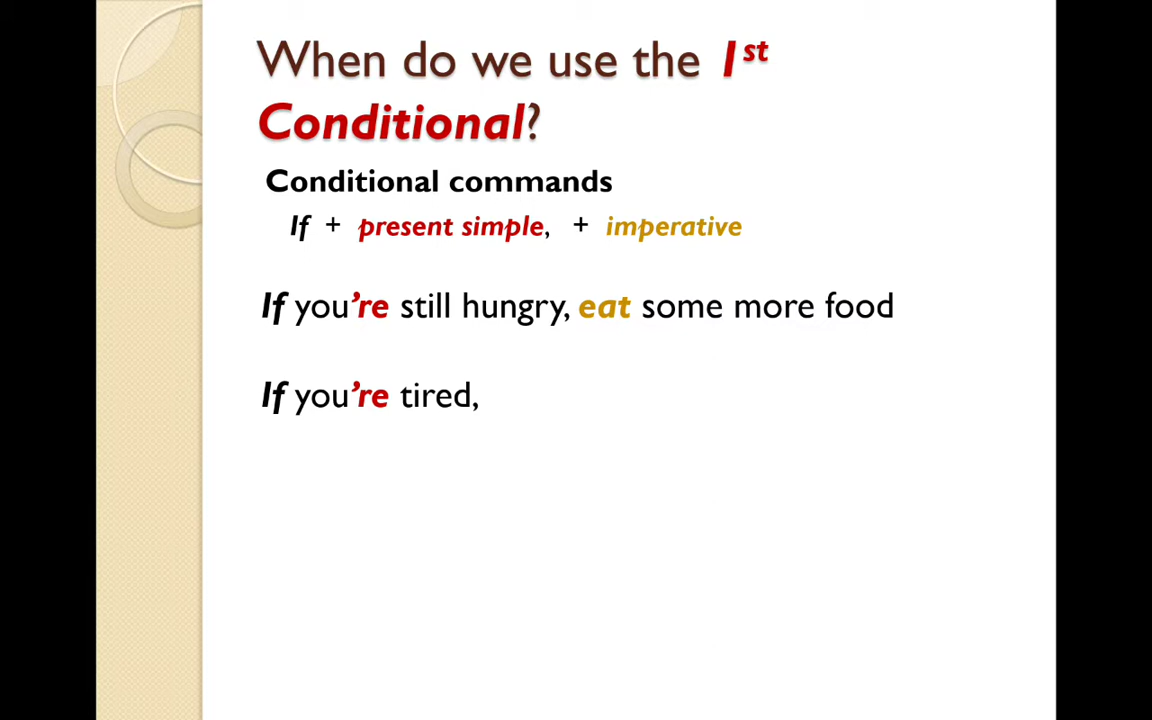 When do we use the 1st
Conditional?
Conditional commands
If + present simple, + imperative
If you’re still hungry, eat some more food
If you’re tired,